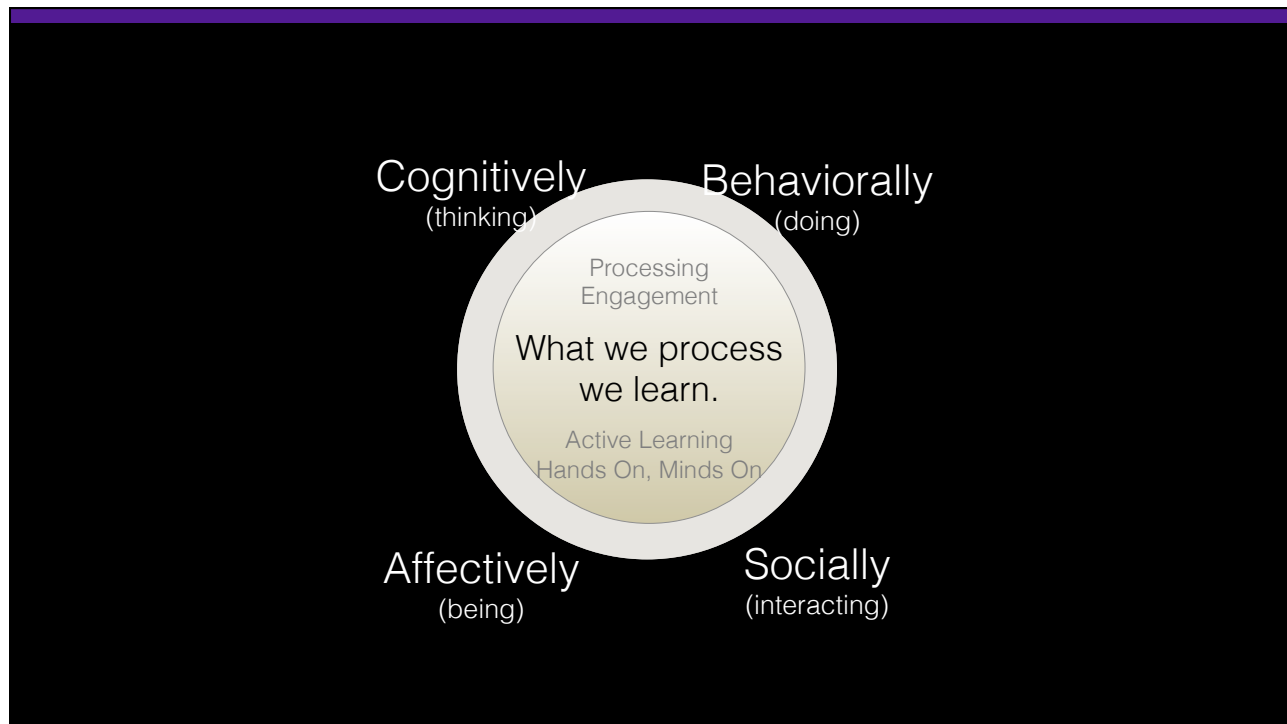 Cognitively
(thinking)
Behaviorally
(doing)
Processing
Engagement
What we process
we learn.
Active Learning
Hands On, Minds On
Affectively
(being)
Socially
(interacting)